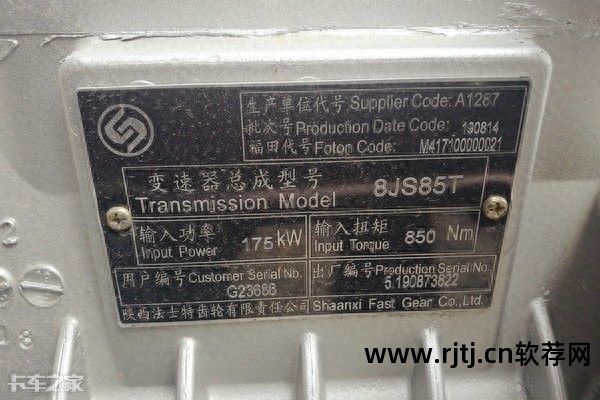 生产单位代号 Supplier Code: A1267
批次号 Production Date Code: 190814
福田代号 Foton Code: M417100000021
变速器总成型号 8JS85T
Transmission Model
输入功率 175 kW
Input Power
输入扭矩 850 Nm
Input Torque
用户编号 Customer Serial No.
G23686
出厂编号 Production Serial No.
5.190873822
陕西法士特齿轮有限责任公司 Shaanxi Fast Gear Co.,Ltd.
www.rjtj.cn软荐网
卡车之家